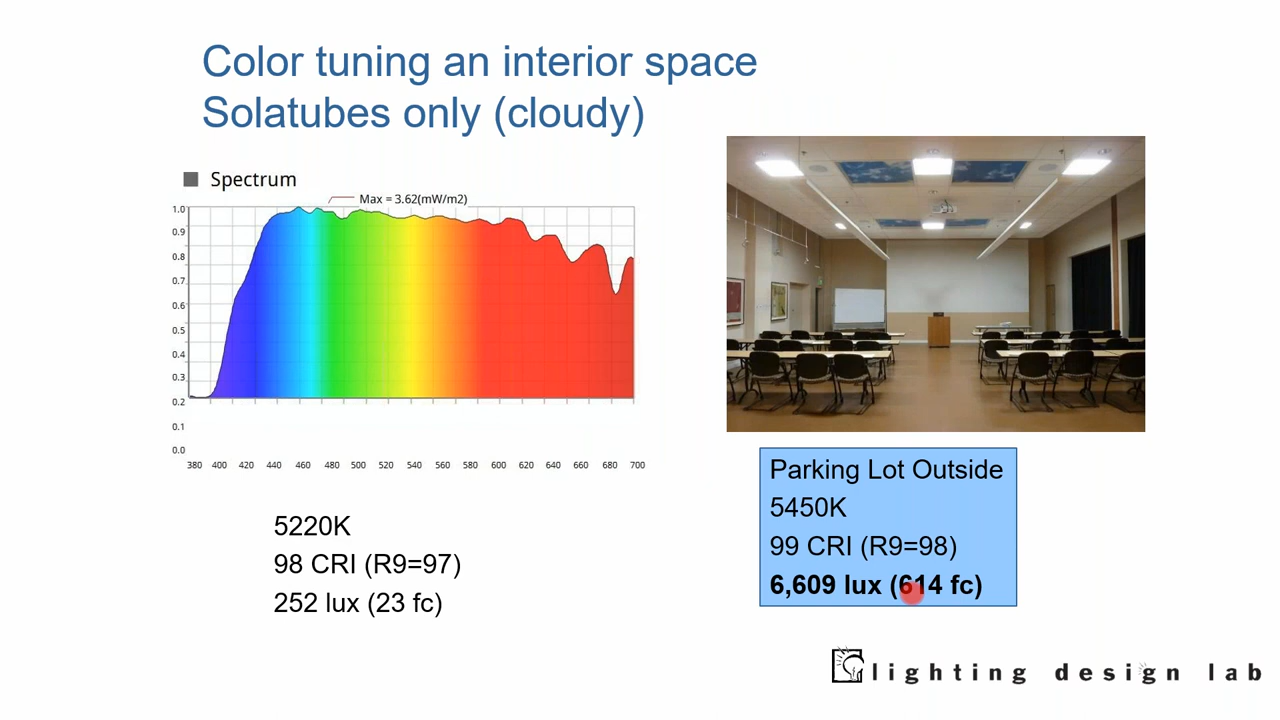 Color tuning an interior space
Solatubes only (cloudy)
Spectrum
Max = 3.62(mW/m2)
1.0
0.9
0.8
0.7
0.6
0.5
0.4
0.3
0.2
0.1
0.0
380 400 420 440 460 480 500 520 540 560 580 600 620 640 660 680 700
5220K
98 CRI (R9=97)
252 lux (23 fc)
Parking Lot Outside
5450K
99 CRI (R9=98)
6,609 lux (614 fc)
lighting design lab